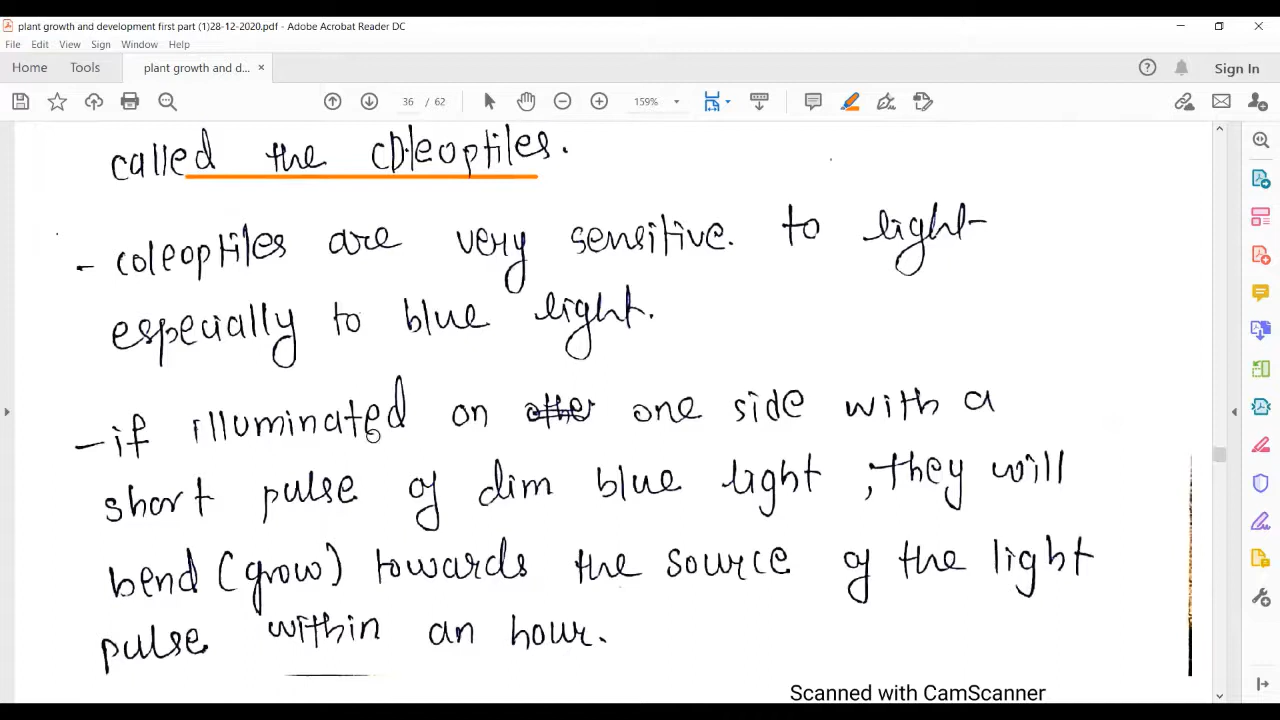 plant growth and development first part (1)28-12-2020.pdf - Adobe Acrobat Reader DC
File Edit View Sign Window Help
Home Tools plant growth and d... × Sign In
36 / 62 159%
called the coleoptiles.
- coleoptiles are very sensitive. to light
especially to blue light.
- if illuminated on one side with a
short pulse of dim blue light, they will
bend (grow) towards the source of the light
pulse within an hour.
Scanned with CamScanner